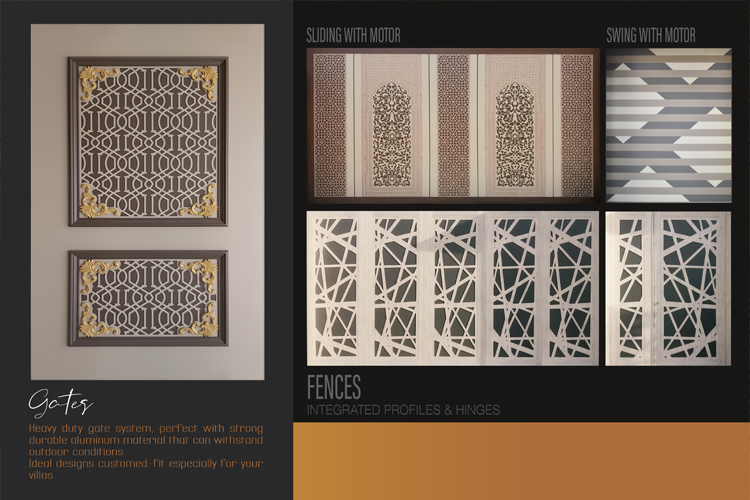 SLIDING WITH MOTOR
SWING WITH MOTOR
Gates
Heavy duty gate system, perfect with strong
durable aluminum material that can withstand
outdoor conditions
Ideal designs customed-fit especially for your
villas
FENCES
INTEGRATED PROFILES & HINGES